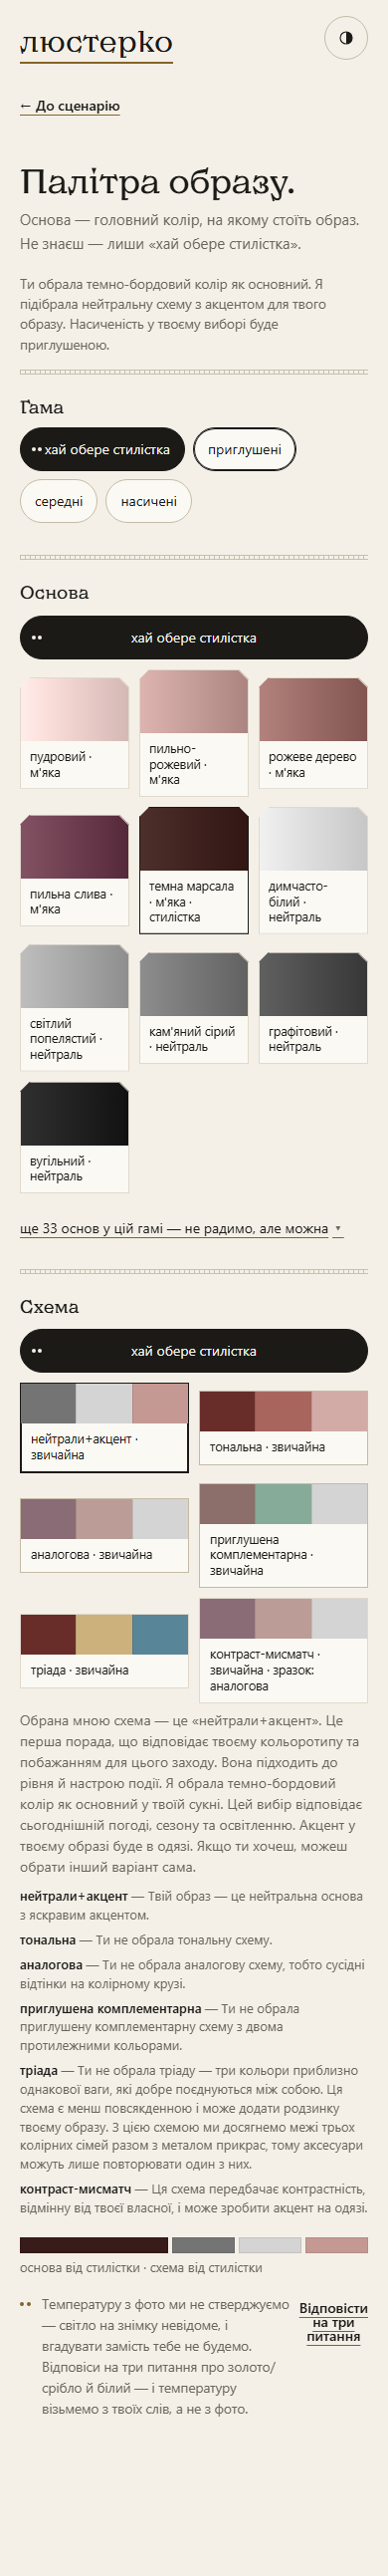 люстерко
← До сценарію
Палітра образу.
Основа — головний колір, на якому стоїть образ.
Не знаєш — лиши «хай обере стилістка».
Ти обрала темно-бордовий колір як основний. Я
підібрала нейтральну схему з акцентом для твого
образу. Насиченість у твоєму виборі буде
приглушеною.
Гама
хай обере стилістка
приглушені
середні
насичені
Основа
хай обере стилістка
пудровий ·
м'яка
пильно-
рожевий ·
м'яка
рожеве дерево
· м'яка
пильна слива ·
м'яка
темна марсала
· м'яка ·
стилістка
димчасто-
білий ·
нейтраль
світлий
попелястий ·
нейтраль
кам'яний сірий
· нейтраль
графітовий ·
нейтраль
вугільний ·
нейтраль
ще 33 основ у цій гамі — не радимо, але можна
Схема
хай обере стилістка
нейтрали+акцент ·
звичайна
тональна · звичайна
аналогова · звичайна
приглушена
комплементарна ·
звичайна
тріада · звичайна
контраст-мисматч ·
звичайна · зразок:
аналогова
Обрана мною схема — це «нейтрали+акцент». Це
перша порада, що відповідає твоєму кольоротипу та
побажанням для цього заходу. Вона підходить до
рівня й настрою події. Я обрала темно-бордовий
колір як основний у твоїй сукні. Цей вибір відповідає
сьогоднішній погоді, сезону та освітленню. Акцент у
твоєму образі буде в одязі. Якщо ти хочеш, можеш
обрати інший варіант сама.
нейтрали+акцент — Твій образ — це нейтральна основа
з яскравим акцентом.
тональна — Ти не обрала тональну схему.
аналогова — Ти не обрала аналогову схему, тобто сусідні
відтінки на колірному крузі.
приглушена комплементарна — Ти не обрала
приглушену комплементарну схему з двома
протилежними кольорами.
тріада — Ти не обрала тріаду — три кольори приблизно
однакової ваги, які добре поєднуються між собою. Ця
схема є менш повсякденною і може додати родзинку
твоєму образу. З цією схемою ми досягнемо межі трьох
колірних сімей разом з металом прикрас, тому аксесуари
можуть лише повторювати один з них.
контраст-мисматч — Ця схема передбачає контрастність,
відмінну від твоєї власної, і може зробити акцент на одязі.
основа від стилістки · схема від стилістки
Температуру з фото ми не стверджуємо
— світло на знімку невідоме, і
вгадувати замість тебе не будемо.
Відповіси на три питання про золото/
срібло й білий — і температуру
візьмемо з твоїх слів, а не з фото.
Відповісти
на три
питання